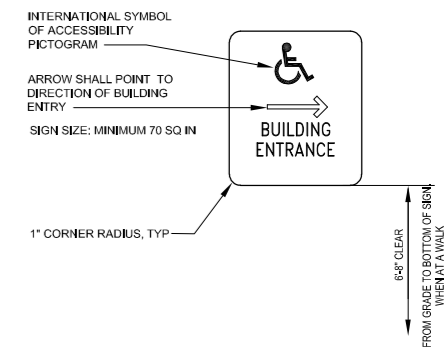 INTERNATIONAL SYMBOL
OF ACCESSIBILITY
PICTOGRAM
ARROW SHALL POINT TO
DIRECTION OF BUILDING
ENTRY
SIGN SIZE: MINIMUM 70 SQ IN
BUILDING
ENTRANCE
1" CORNER RADIUS, TYP
6'-8" CLEAR
FROM GRADE TO BOTTOM OF SIGN,
WHEN AT A WALK